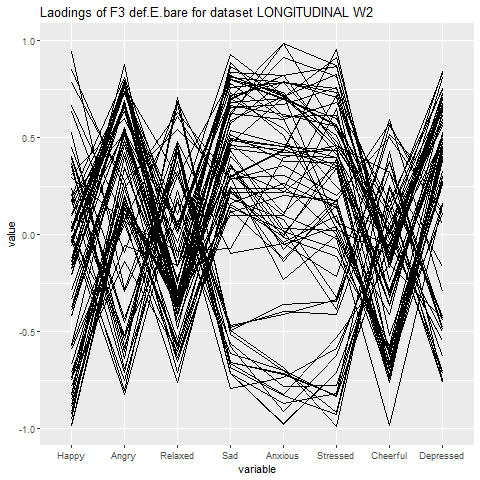 Laodings of F3 def.E.bare for dataset LONGITUDINAL W2
1.0
0.5
0.0
-0.5
-1.0
value
Happy Angry Relaxed Sad Anxious Stressed Cheerful Depressed
variable